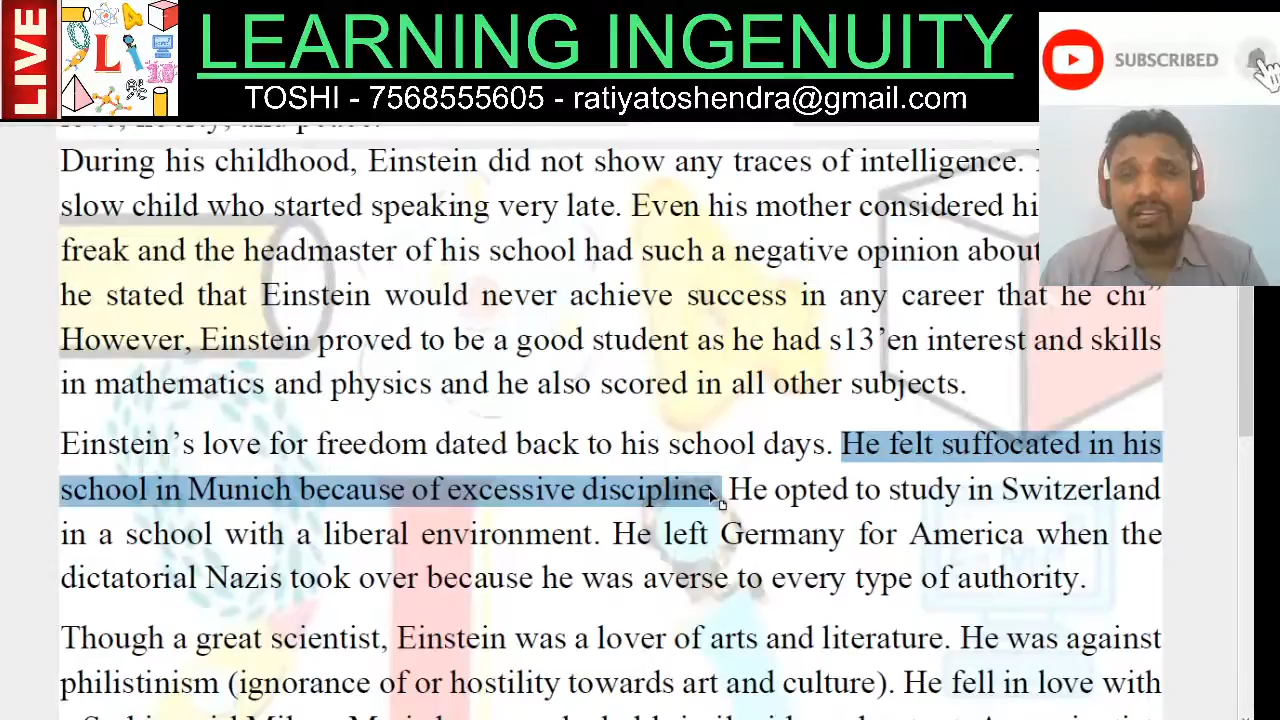 LIVE
LEARNING INGENUITY
TOSHI - 7568555605 - ratiyatoshendra@gmail.com
SUBSCRIBED
During his childhood, Einstein did not show any traces of intelligence.
slow child who started speaking very late. Even his mother considered
freak and the headmaster of his school had such a negative opinion about
he stated that Einstein would never achieve success in any career that he chi”
However, Einstein proved to be a good student as he had s13’en interest and skills
in mathematics and physics and he also scored in all other subjects.
Einstein’s love for freedom dated back to his school days. He felt suffocated in his
school in Munich because of excessive discipline. He opted to study in Switzerland
in a school with a liberal environment. He left Germany for America when the
dictatorial Nazis took over because he was averse to every type of authority.
Though a great scientist, Einstein was a lover of arts and literature. He was against
philistinism (ignorance of or hostility towards art and culture). He fell in love with